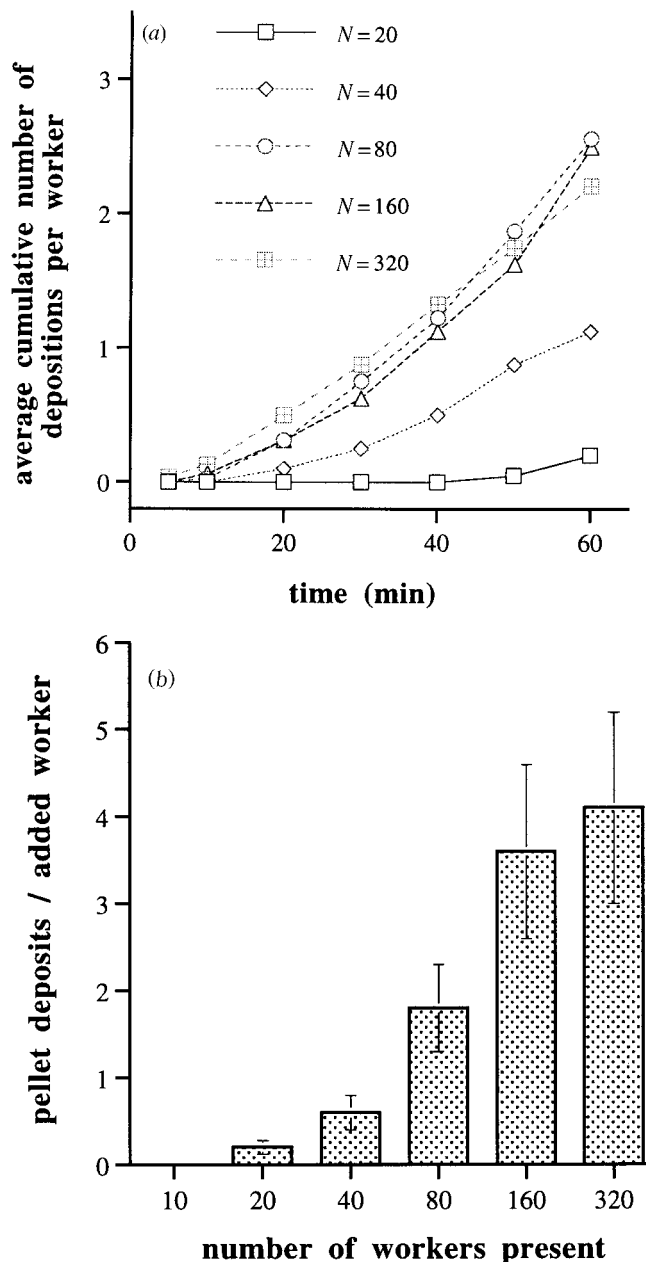 (a)
N = 20
N = 40
N = 80
N = 160
N = 320
average cumulative number of
depositions per worker
3
2
1
0
0
20
40
60
time (min)
(b)
pellet deposits / added worker
6
5
4
3
2
1
0
10
20
40
80
160
320
number of workers present